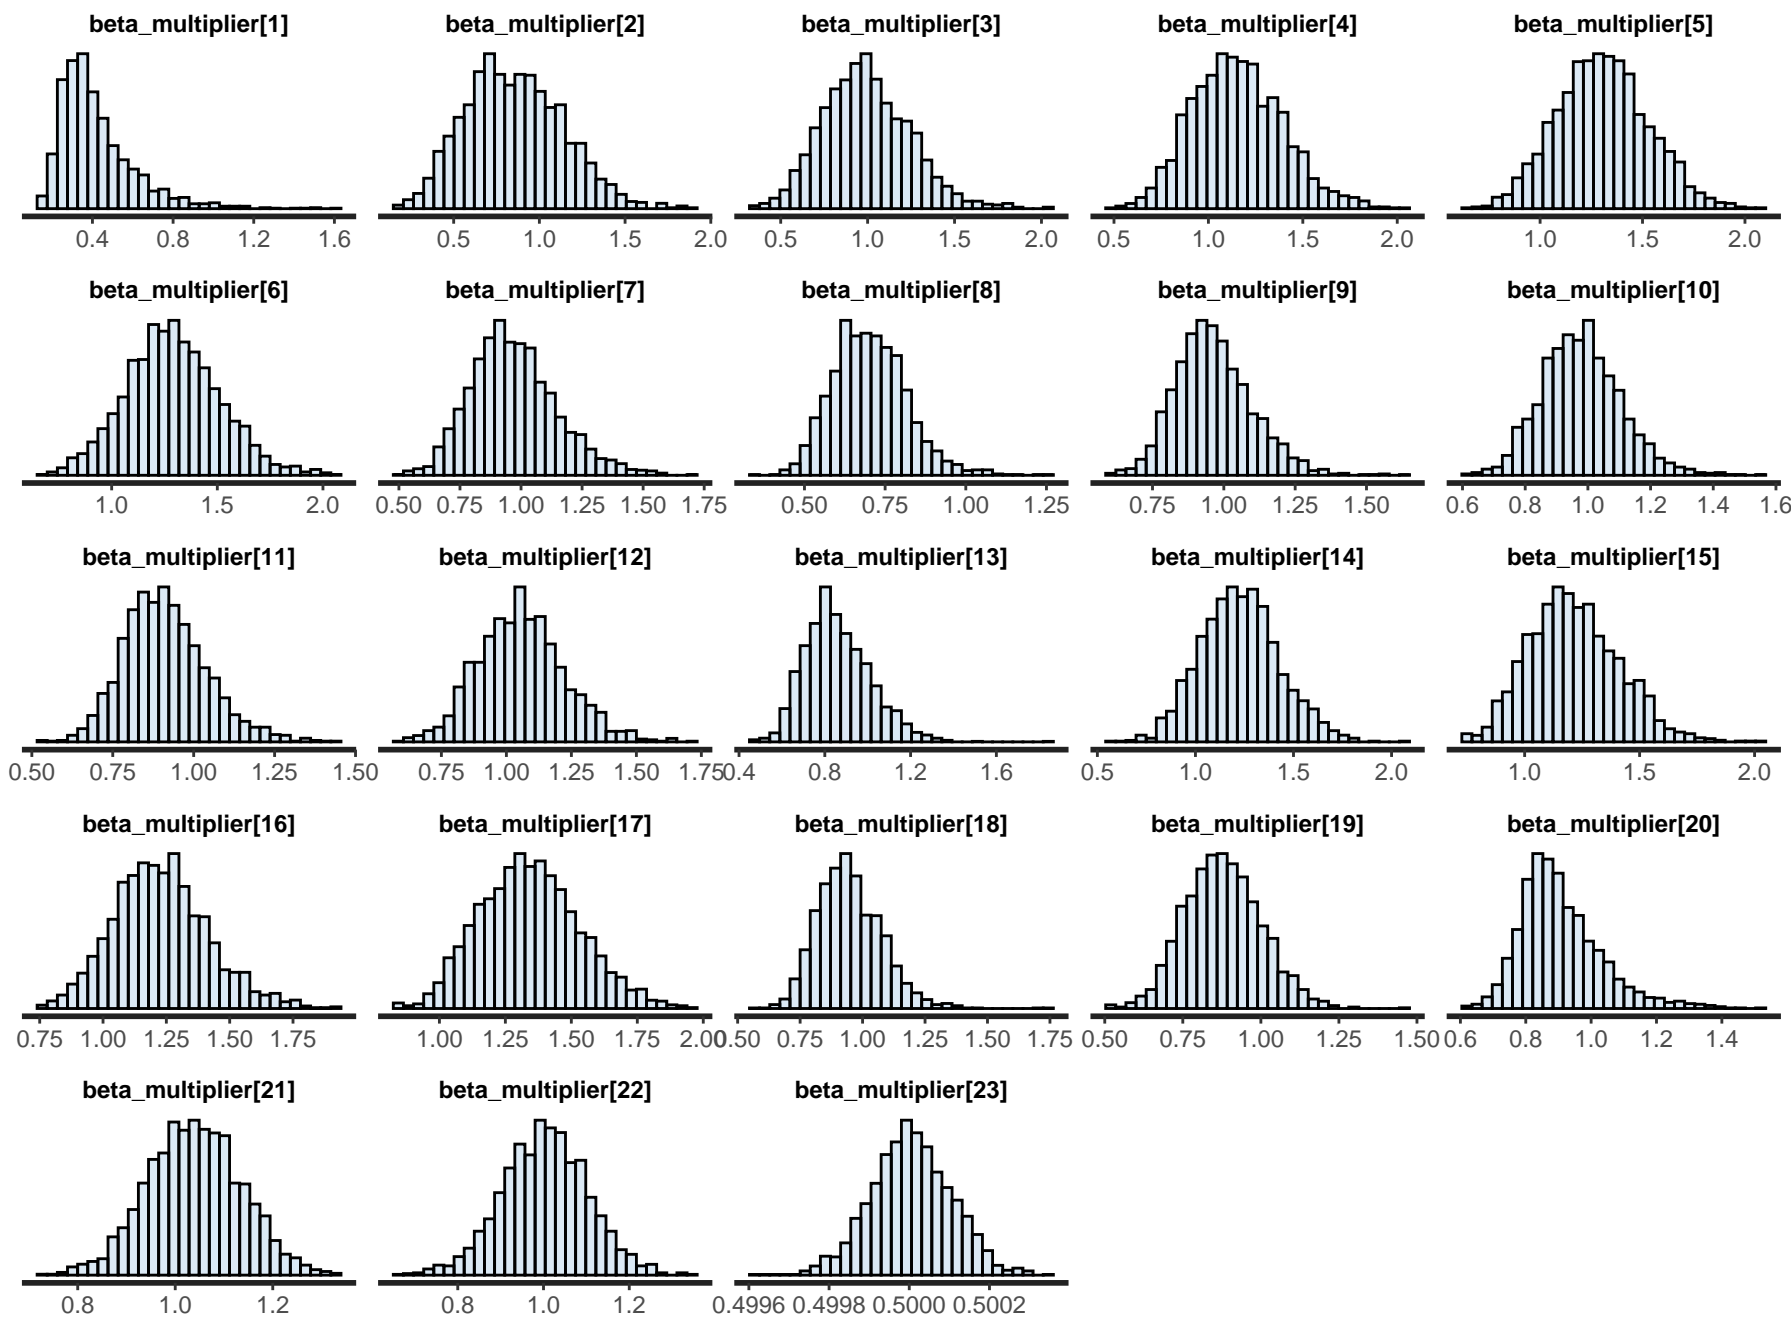 beta_multiplier[1] beta_multiplier[2] beta_multiplier[3] beta_multiplier[4] beta_multiplier[5]
0.4 0.8 1.2 1.6 0.5 1.0 1.5 2.0 0.5 1.0 1.5 2.0 0.5 1.0 1.5 2.0 1.0 1.5 2.0
beta_multiplier[6] beta_multiplier[7] beta_multiplier[8] beta_multiplier[9] beta_multiplier[10]
1.0 1.5 2.0 0.50 0.75 1.00 1.25 1.50 1.75 0.50 0.75 1.00 1.25 0.75 1.00 1.25 1.50 0.6 0.8 1.0 1.2 1.4 1.6
beta_multiplier[11] beta_multiplier[12] beta_multiplier[13] beta_multiplier[14] beta_multiplier[15]
0.50 0.75 1.00 1.25 1.50 0.75 1.00 1.25 1.50 1.75 0.4 0.8 1.2 1.6 0.5 1.0 1.5 2.0 1.0 1.5 2.0
beta_multiplier[16] beta_multiplier[17] beta_multiplier[18] beta_multiplier[19] beta_multiplier[20]
0.75 1.00 1.25 1.50 1.75 1.00 1.25 1.50 1.75 2.00 0.50 0.75 1.00 1.25 1.50 1.75 0.50 0.75 1.00 1.25 1.50 0.6 0.8 1.0 1.2 1.4
beta_multiplier[21] beta_multiplier[22] beta_multiplier[23]
0.8 1.0 1.2 0.8 1.0 1.2 0.4996 0.4998 0.5000 0.5002